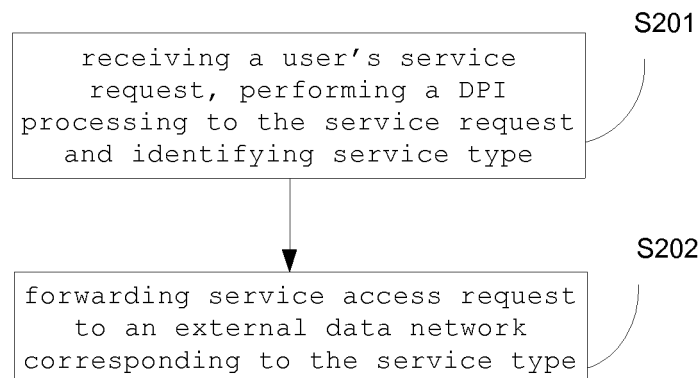 S201
receiving a user's service
request, performing a DPI
processing to the service request
and identifying service type
S202
forwarding service access request
to an external data network
corresponding to the service type